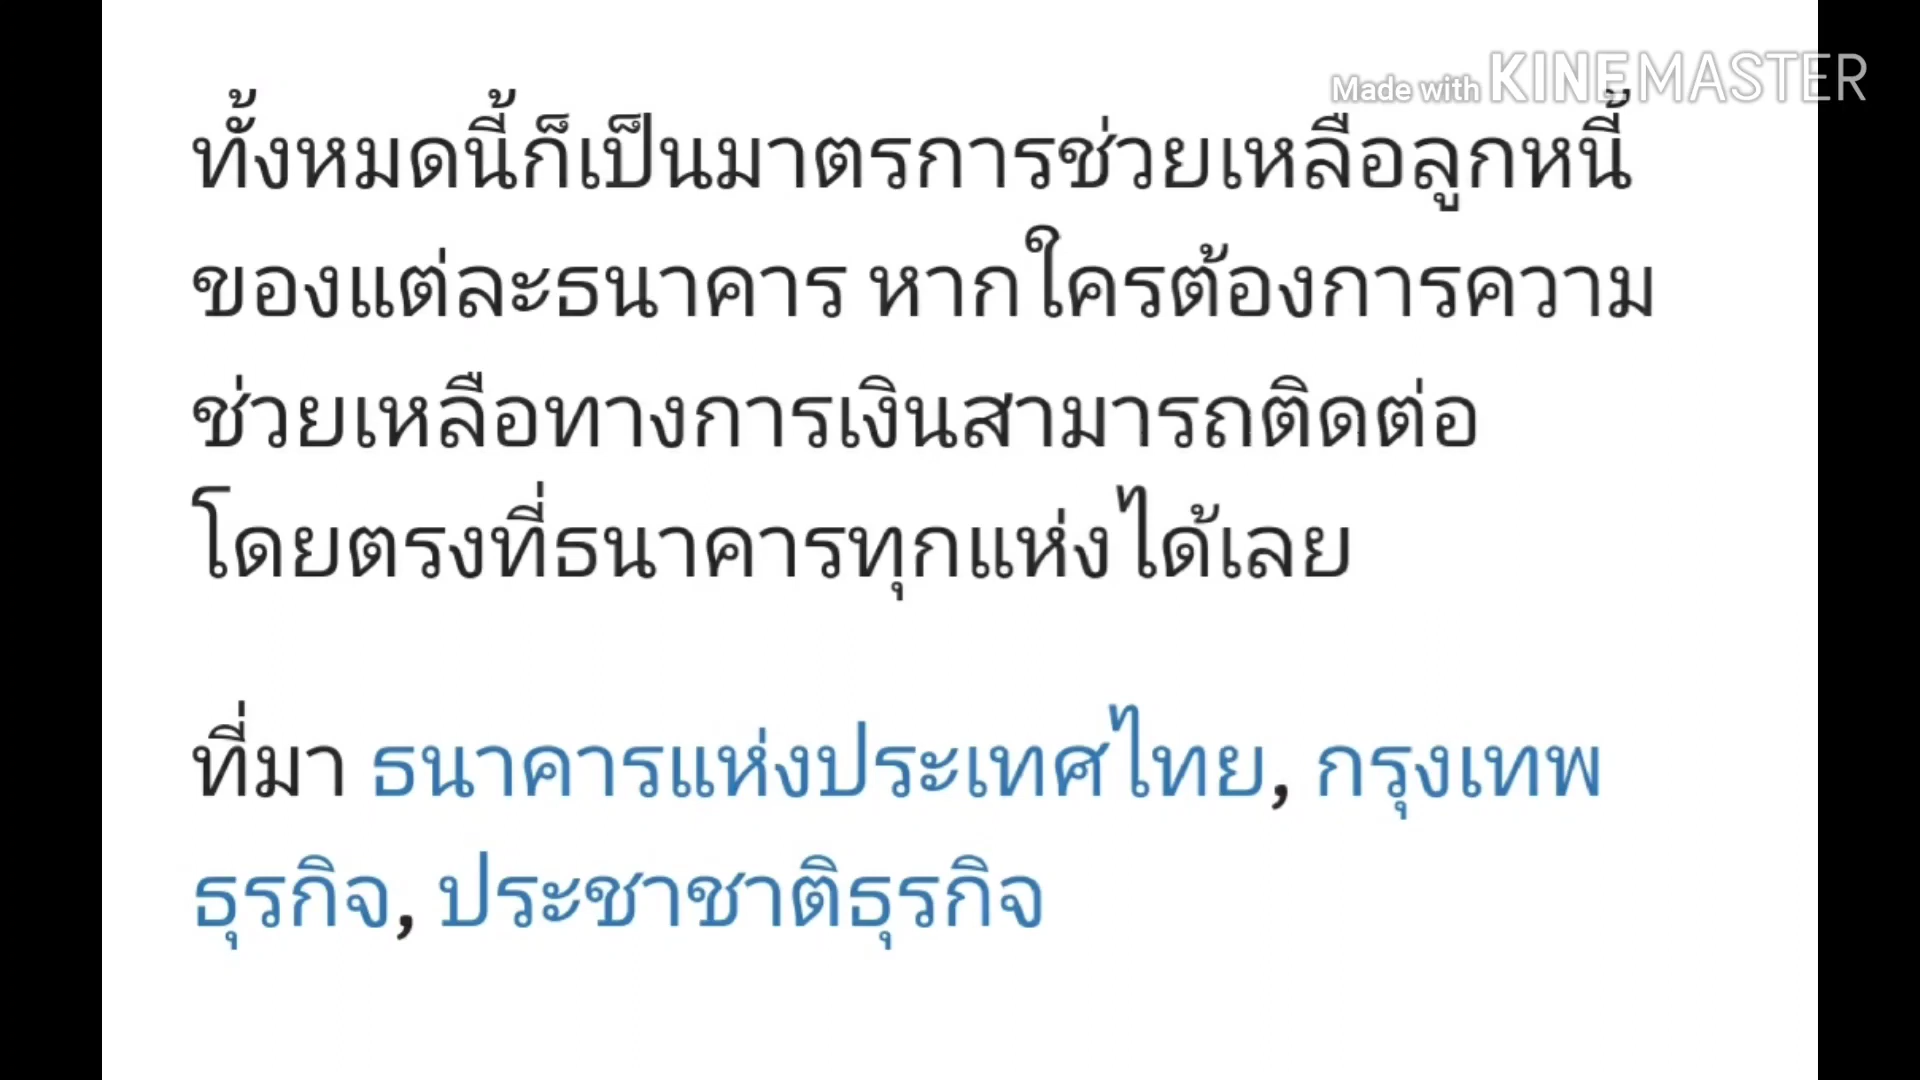 Made with KINEMASTER
ทั้งหมดนี้ก็เป็นมาตรการช่วยเหลือลูกหนี้
ของแต่ละธนาคาร หากใครต้องการความ
ช่วยเหลือทางการเงินสามารถติดต่อ
โดยตรงที่ธนาคารทุกแห่งได้เลย
ที่มา ธนาคารแห่งประเทศไทย, กรุงเทพ
ธุรกิจ, ประชาชาติธุรกิจ